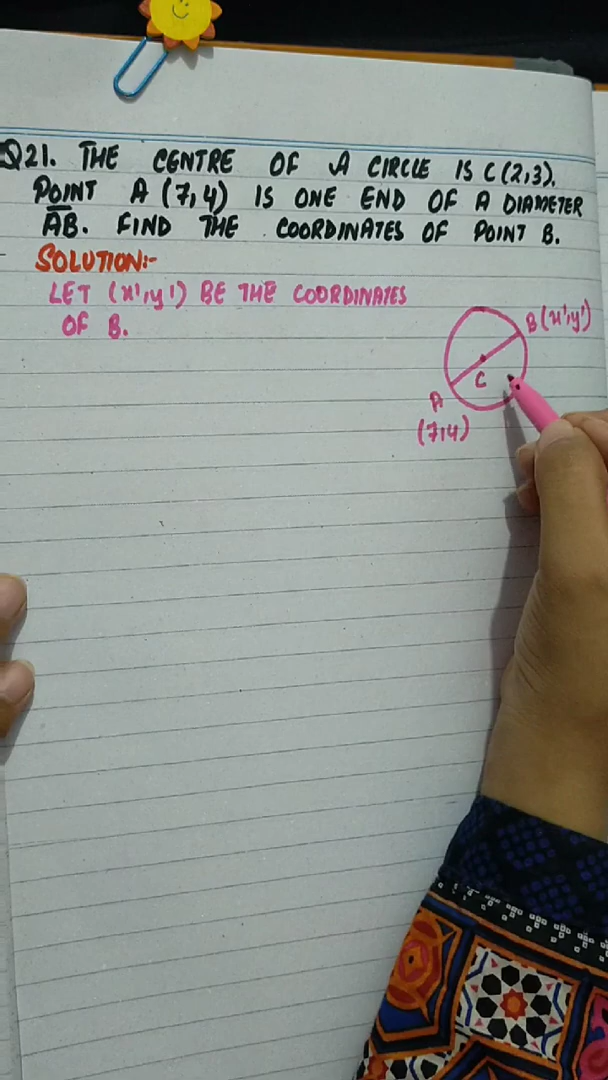 Q21. THE CENTRE OF A CIRCLE IS C(2,3).
POINT A (7,4) IS ONE END OF A DIAMETER
AB. FIND THE COORDINATES OF POINT B.
SOLUTION:-
LET (x',y') BE THE COORDINATES
OF B.
B(x',y')
C
A
(7,4)